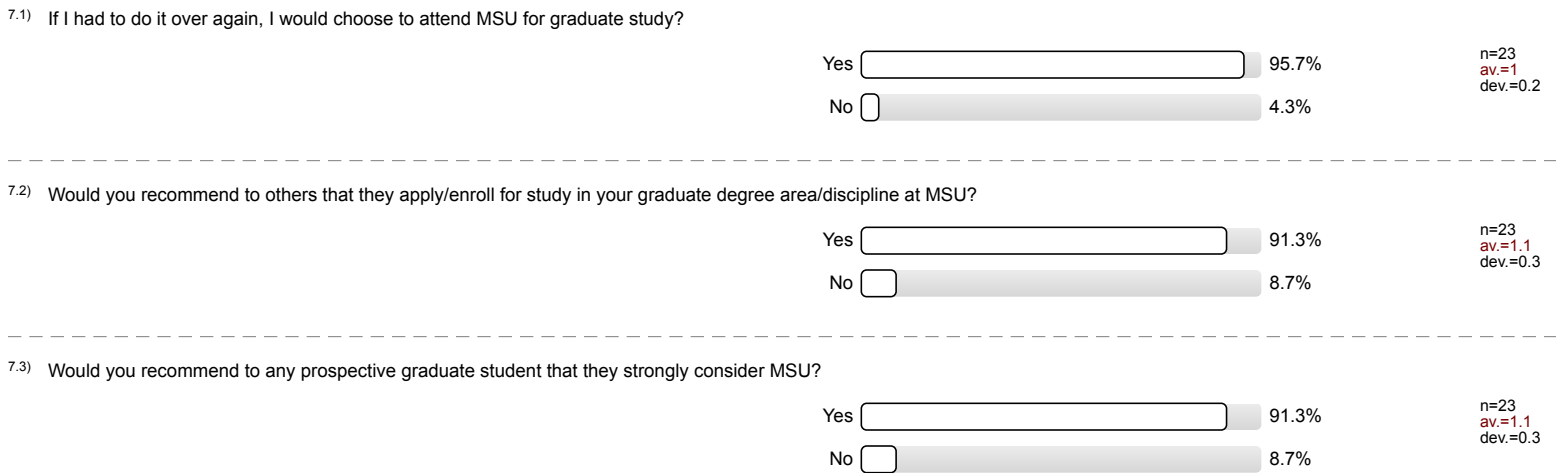 7.1) If I had to do it over again, I would choose to attend MSU for graduate study?
Yes 95.7%
No 4.3%
n=23
av.=1
dev.=0.2
7.2) Would you recommend to others that they apply/enroll for study in your graduate degree area/discipline at MSU?
Yes 91.3%
No 8.7%
n=23
av.=1.1
dev.=0.3
7.3) Would you recommend to any prospective graduate student that they strongly consider MSU?
Yes 91.3%
No 8.7%
n=23
av.=1.1
dev.=0.3